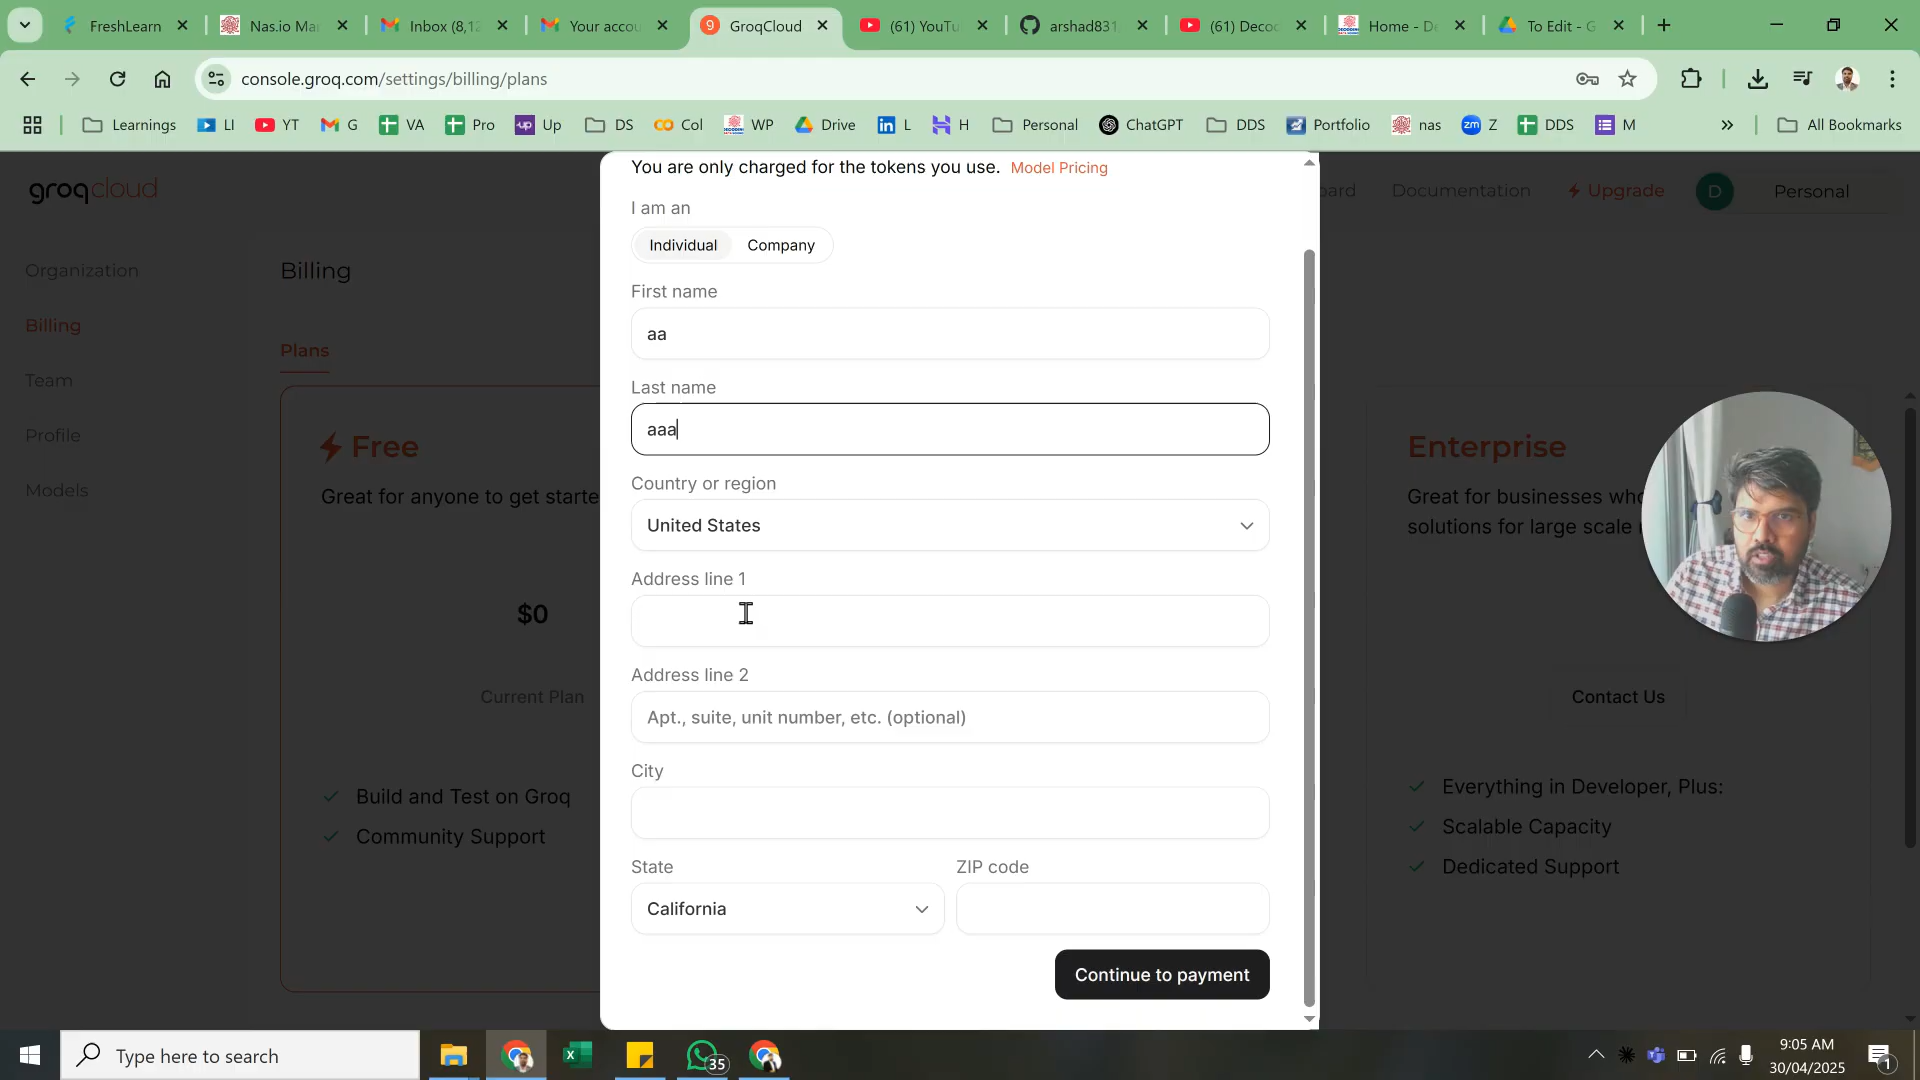 FreshLearn
Nas.io Ma
Inbox (8,12
Your accou
GroqCloud
(61) YouTu
arshad831
(61) Decod
Home - De
To Edit - G
console.groq.com/settings/billing/plans
Learnings
LI
YT
G
VA
Pro
Up
DS
Col
WP
Drive
L
H
Personal
ChatGPT
DDS
Portfolio
nas
Z
DDS
M
All Bookmarks
groqcloud
Documentation
Upgrade
D
Personal
Organization
Billing
Team
Profile
Models
Billing
Plans
Free
Great for anyone to get starte
$0
Current Plan
Build and Test on Groq
Community Support
You are only charged for the tokens you use. Model Pricing
I am an
Individual
Company
First name
aa
Last name
aaa
Country or region
United States
Address line 1
Address line 2
Apt., suite, unit number, etc. (optional)
City
State
ZIP code
California
Continue to payment
Enterprise
Great for businesses who
solutions for large scale
Contact Us
Everything in Developer, Plus:
Scalable Capacity
Dedicated Support
Type here to search
35
9:05 AM
30/04/2025
1